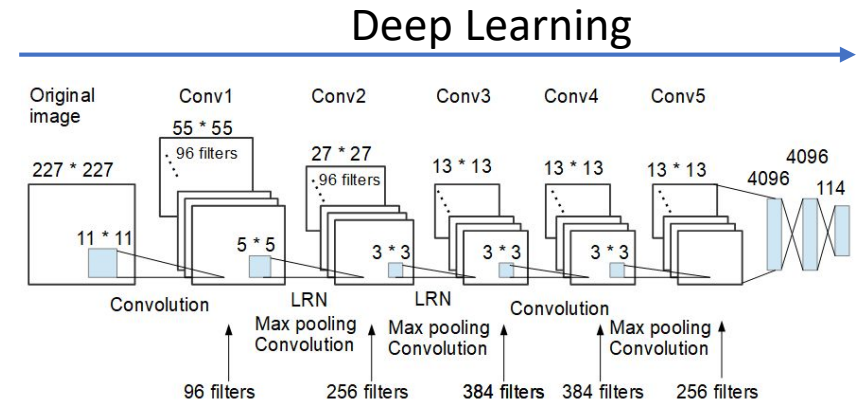 Deep Learning
Original
image
Conv1
Conv2
Conv3
Conv4
Conv5
55 * 55
96 filters
27 * 27
96 filters
13 * 13
13 * 13
13 * 13
4096
4096
114
227 * 227
11 * 11
5 * 5
3 * 3
3 * 3
3 * 3
Convolution
LRN
Max pooling
Convolution
LRN
Max pooling
Convolution
Convolution
Max pooling
Convolution
96 filters
256 filters
384 filters
384 filters
256 filters